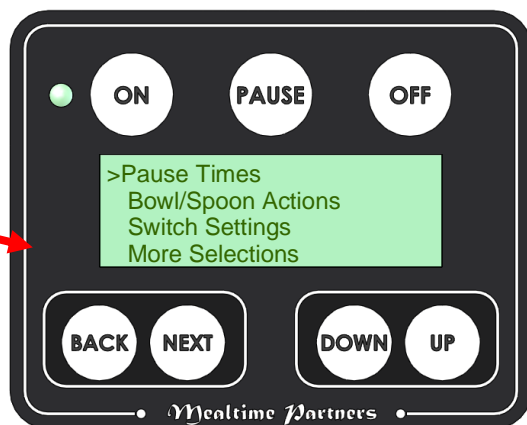 ON PAUSE OFF
>Pause Times
Bowl/Spoon Actions
Switch Settings
More Selections
BACK NEXT DOWN UP
Mealtime Partners